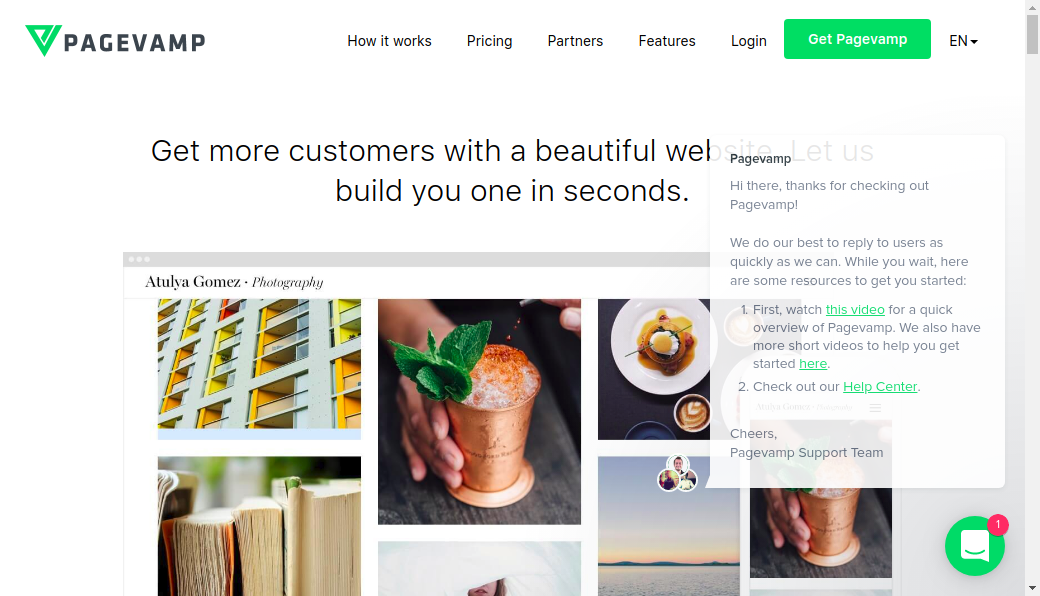 PAGEVAMP
How it works
Pricing
Partners
Features
Login
Get Pagevamp
EN
Get more customers with a beautiful website. Let us
build you one in seconds.
Atulya Gomez · Photography
Pagevamp
Hi there, thanks for checking out
Pagevamp!
We do our best to reply to users as
quickly as we can. While you wait, here
are some resources to get you started:
1. First, watch this video for a quick
overview of Pagevamp. We also have
more short videos to help you get
started here.
2. Check out our Help Center.
Atulya Gomez · Photography
Cheers,
Pagevamp Support Team
1